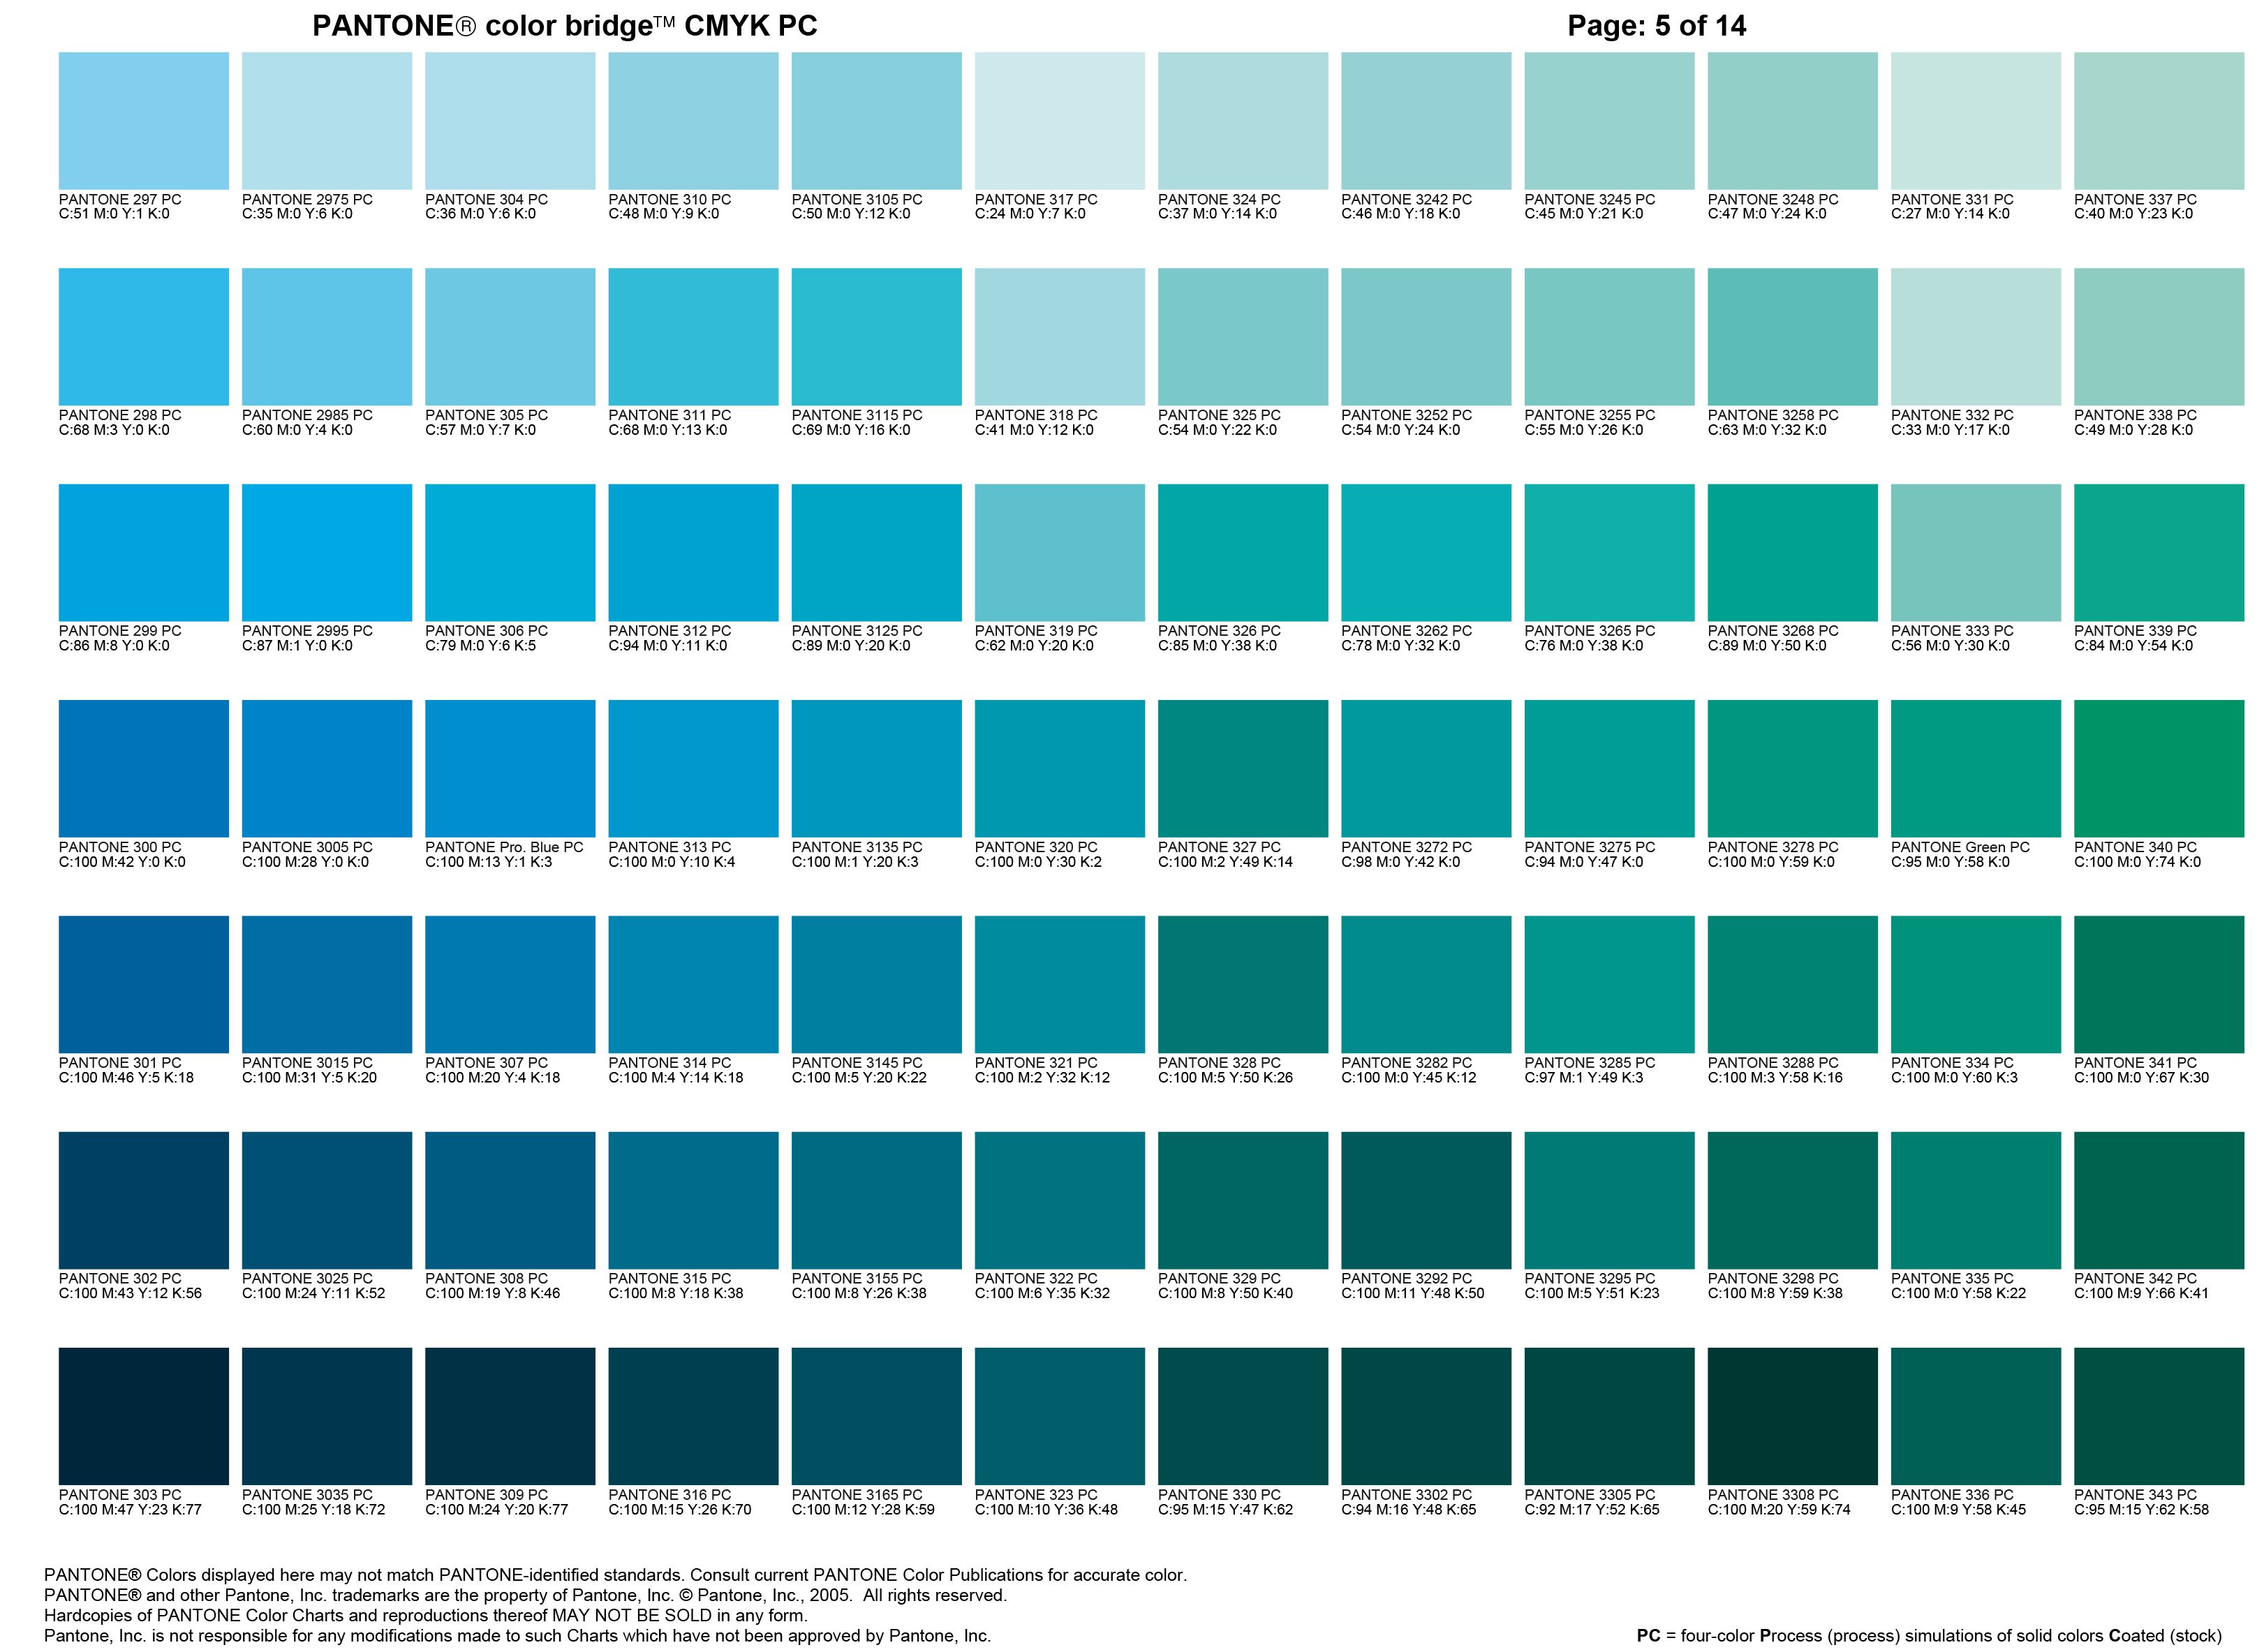 PANTONE® color bridge™ CMYK PC Page: 5 of 14
PANTONE 297 PC PANTONE 2975 PC PANTONE 304 PC PANTONE 310 PC PANTONE 3105 PC PANTONE 317 PC PANTONE 324 PC PANTONE 3242 PC PANTONE 3245 PC PANTONE 3248 PC PANTONE 331 PC PANTONE 337 PC
C:51 M:0 Y:1 K:0 C:35 M:0 Y:6 K:0 C:36 M:0 Y:6 K:0 C:48 M:0 Y:9 K:0 C:50 M:0 Y:12 K:0 C:24 M:0 Y:7 K:0 C:37 M:0 Y:14 K:0 C:46 M:0 Y:18 K:0 C:45 M:0 Y:21 K:0 C:47 M:0 Y:24 K:0 C:27 M:0 Y:14 K:0 C:40 M:0 Y:23 K:0
PANTONE 298 PC PANTONE 2985 PC PANTONE 305 PC PANTONE 311 PC PANTONE 3115 PC PANTONE 318 PC PANTONE 325 PC PANTONE 3252 PC PANTONE 3255 PC PANTONE 3258 PC PANTONE 332 PC PANTONE 338 PC
C:68 M:3 Y:0 K:0 C:60 M:0 Y:4 K:0 C:57 M:0 Y:7 K:0 C:68 M:0 Y:13 K:0 C:69 M:0 Y:16 K:0 C:41 M:0 Y:12 K:0 C:54 M:0 Y:22 K:0 C:54 M:0 Y:24 K:0 C:55 M:0 Y:26 K:0 C:63 M:0 Y:32 K:0 C:33 M:0 Y:17 K:0 C:49 M:0 Y:28 K:0
PANTONE 299 PC PANTONE 2995 PC PANTONE 306 PC PANTONE 312 PC PANTONE 3125 PC PANTONE 319 PC PANTONE 326 PC PANTONE 3262 PC PANTONE 3265 PC PANTONE 3268 PC PANTONE 333 PC PANTONE 339 PC
C:86 M:8 Y:0 K:0 C:87 M:1 Y:0 K:0 C:79 M:0 Y:6 K:5 C:94 M:0 Y:11 K:0 C:89 M:0 Y:20 K:0 C:62 M:0 Y:20 K:0 C:85 M:0 Y:38 K:0 C:78 M:0 Y:32 K:0 C:76 M:0 Y:38 K:0 C:89 M:0 Y:50 K:0 C:56 M:0 Y:30 K:0 C:84 M:0 Y:54 K:0
PANTONE 300 PC PANTONE 3005 PC PANTONE Pro. Blue PC PANTONE 313 PC PANTONE 3135 PC PANTONE 320 PC PANTONE 327 PC PANTONE 3272 PC PANTONE 3275 PC PANTONE 3278 PC PANTONE Green PC PANTONE 340 PC
C:100 M:42 Y:0 K:0 C:100 M:28 Y:0 K:0 C:100 M:13 Y:1 K:3 C:100 M:0 Y:10 K:4 C:100 M:1 Y:20 K:3 C:100 M:0 Y:30 K:2 C:100 M:2 Y:49 K:14 C:98 M:0 Y:42 K:0 C:94 M:0 Y:47 K:0 C:100 M:0 Y:59 K:0 C:95 M:0 Y:58 K:0 C:100 M:0 Y:74 K:0
PANTONE 301 PC PANTONE 3015 PC PANTONE 307 PC PANTONE 314 PC PANTONE 3145 PC PANTONE 321 PC PANTONE 328 PC PANTONE 3282 PC PANTONE 3285 PC PANTONE 3288 PC PANTONE 334 PC PANTONE 341 PC
C:100 M:46 Y:5 K:18 C:100 M:31 Y:5 K:20 C:100 M:20 Y:4 K:18 C:100 M:4 Y:14 K:18 C:100 M:5 Y:20 K:22 C:100 M:2 Y:32 K:12 C:100 M:5 Y:50 K:26 C:100 M:0 Y:45 K:12 C:97 M:1 Y:49 K:3 C:100 M:3 Y:58 K:16 C:100 M:0 Y:60 K:3 C:100 M:0 Y:67 K:30
PANTONE 302 PC PANTONE 3025 PC PANTONE 308 PC PANTONE 315 PC PANTONE 3155 PC PANTONE 322 PC PANTONE 329 PC PANTONE 3292 PC PANTONE 3295 PC PANTONE 3298 PC PANTONE 335 PC PANTONE 342 PC
C:100 M:43 Y:12 K:56 C:100 M:24 Y:11 K:52 C:100 M:19 Y:8 K:46 C:100 M:8 Y:18 K:38 C:100 M:8 Y:26 K:38 C:100 M:6 Y:35 K:32 C:100 M:8 Y:50 K:40 C:100 M:11 Y:48 K:50 C:100 M:5 Y:51 K:23 C:100 M:8 Y:59 K:38 C:100 M:0 Y:58 K:22 C:100 M:9 Y:66 K:41
PANTONE 303 PC PANTONE 3035 PC PANTONE 309 PC PANTONE 316 PC PANTONE 3165 PC PANTONE 323 PC PANTONE 330 PC PANTONE 3302 PC PANTONE 3305 PC PANTONE 3308 PC PANTONE 336 PC PANTONE 343 PC
C:100 M:47 Y:23 K:77 C:100 M:25 Y:18 K:72 C:100 M:24 Y:20 K:77 C:100 M:15 Y:26 K:70 C:100 M:12 Y:28 K:59 C:100 M:10 Y:36 K:48 C:95 M:15 Y:47 K:62 C:94 M:16 Y:48 K:65 C:92 M:17 Y:52 K:65 C:100 M:20 Y:59 K:74 C:100 M:9 Y:58 K:45 C:95 M:15 Y:62 K:58
PANTONE® Colors displayed here may not match PANTONE-identified standards. Consult current PANTONE Color Publications for accurate color.
PANTONE® and other Pantone, Inc. trademarks are the property of Pantone, Inc. © Pantone, Inc., 2005. All rights reserved.
Hardcopies of PANTONE Color Charts and reproductions thereof MAY NOT BE SOLD in any form.
Pantone, Inc. is not responsible for any modifications made to such Charts which have not been approved by Pantone, Inc.
PC = four-color Process (process) simulations of solid colors Coated (stock)